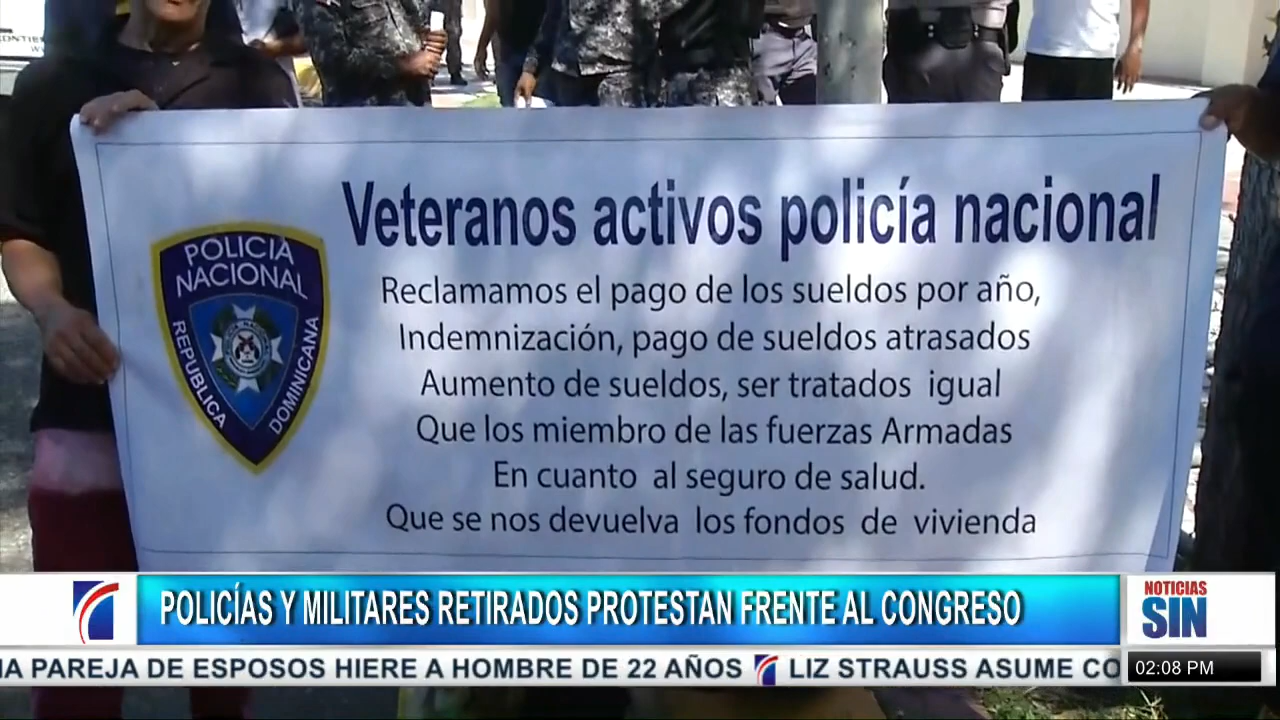 Veteranos activos policía nacional
POLICIA
NACIONAL
REPUBLICA
DOMINICANA
Reclamamos el pago de los sueldos por año,
Indemnización, pago de sueldos atrasados
Aumento de sueldos, ser tratados igual
Que los miembro de las fuerzas Armadas
En cuanto al seguro de salud.
Que se nos devuelva los fondos de vivienda
POLICÍAS Y MILITARES RETIRADOS PROTESTAN FRENTE AL CONGRESO
NOTICIAS
SIN
PAREJA DE ESPOSOS HIERE A HOMBRE DE 22 AÑOS LIZ STRAUSS ASUME CO
02:08 PM